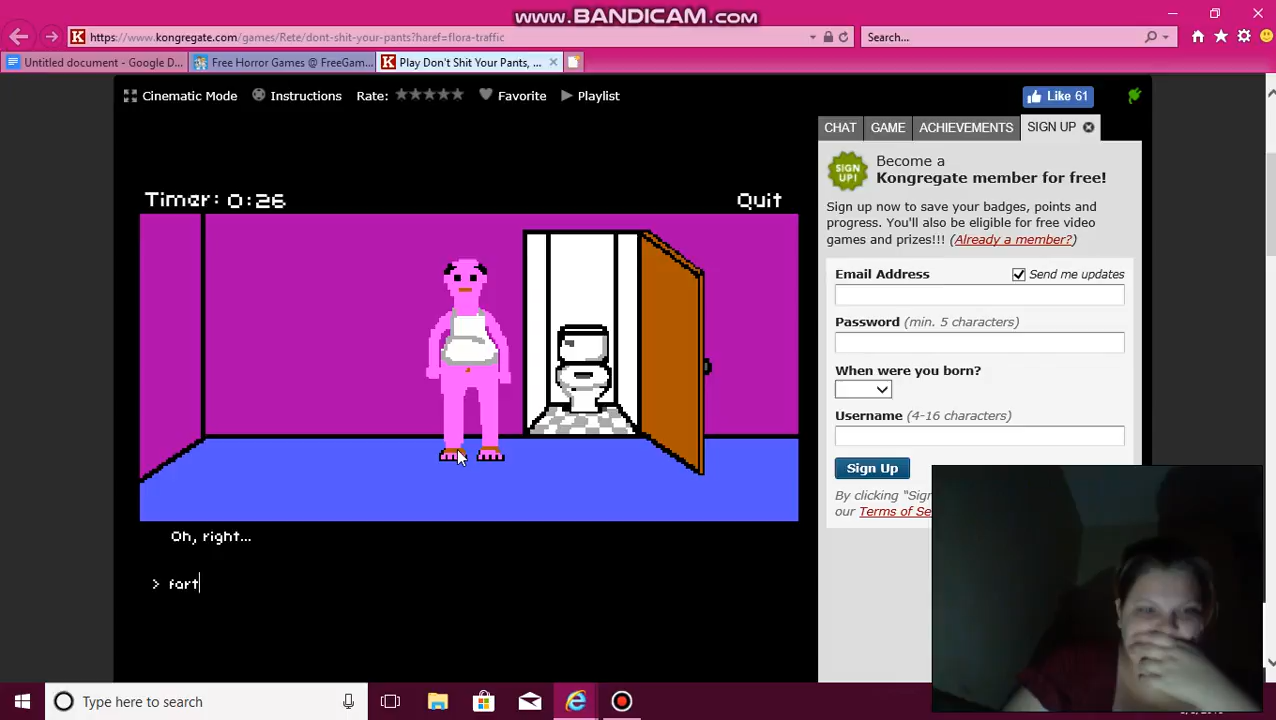 www.BANDICAM.com
https://www.kongregate.com/games/Rete/dont-shit-your-pants?haref=flora-traffic
Search...
Untitled document - Google D...
Free Horror Games @ FreeGam...
Play Don't Shit Your Pants, ...
Cinematic Mode
Instructions
Rate:
Favorite
Playlist
Like 61
CHAT
GAME
ACHIEVEMENTS
SIGN UP
SIGN UP!
Become a
Kongregate member for free!
Sign up now to save your badges, points and
progress. You'll also be eligible for free video
games and prizes!!! (Already a member?)
Email Address
Send me updates
Password (min. 5 characters)
When were you born?
Username (4-16 characters)
Sign Up
By clicking "Sign
our Terms of Se
Timer: 0:26
Quit
Oh, right...
> fart
Type here to search